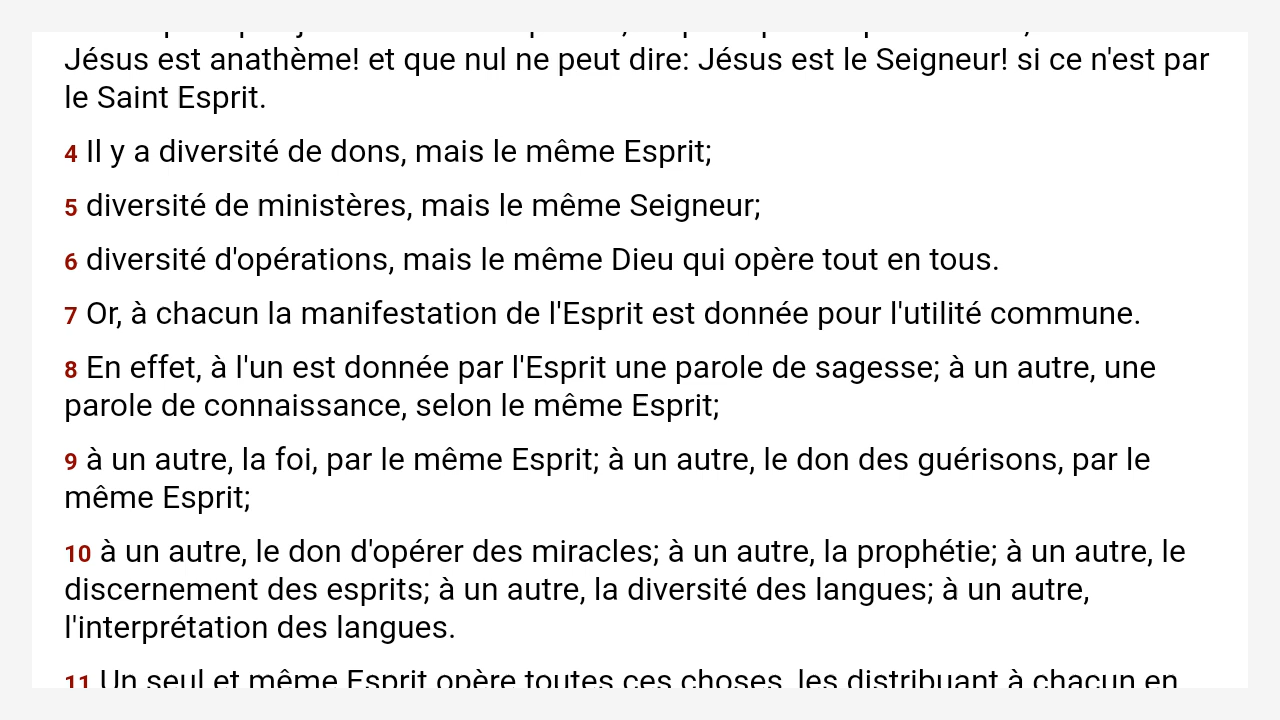 Jésus est anathème! et que nul ne peut dire: Jésus est le Seigneur! si ce n'est par
le Saint Esprit.
4 Il y a diversité de dons, mais le même Esprit;
5 diversité de ministères, mais le même Seigneur;
6 diversité d'opérations, mais le même Dieu qui opère tout en tous.
7 Or, à chacun la manifestation de l'Esprit est donnée pour l'utilité commune.
8 En effet, à l'un est donnée par l'Esprit une parole de sagesse; à un autre, une
parole de connaissance, selon le même Esprit;
9 à un autre, la foi, par le même Esprit; à un autre, le don des guérisons, par le
même Esprit;
10 à un autre, le don d'opérer des miracles; à un autre, la prophétie; à un autre, le
discernement des esprits; à un autre, la diversité des langues; à un autre,
l'interprétation des langues.
11 Un seul et même Esprit opère toutes ces choses, les distribuant à chacun en